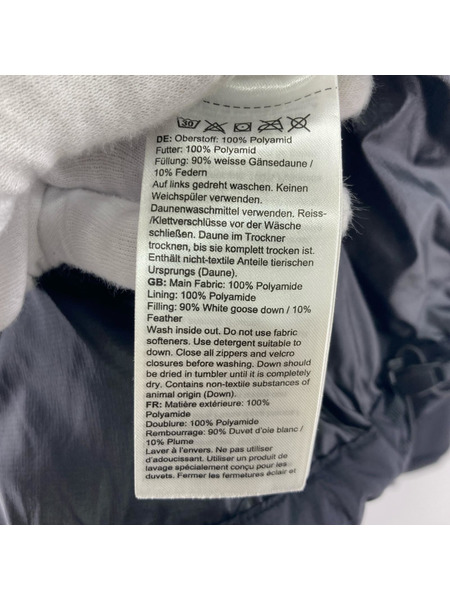 30
DE: Oberstoff: 100% Polyamid
Futter: 100% Polyamid
Füllung: 90% weisse Gänsedaune /
10% Federn
Auf links gedreht waschen. Keinen
Weichspüler verwenden.
Daunenwaschmittel verwenden. Reiss-
/Klettverschlüsse vor der Wäsche
schließen. Daune im Trockner
trocknen, bis sie komplett trocken ist.
Enthält nicht-textile Anteile tierischen
Ursprungs (Daune).
GB: Main Fabric: 100% Polyamide
Lining: 100% Polyamide
Filling: 90% White goose down / 10%
Feather
Wash inside out. Do not use fabric
softeners. Use detergent suitable to
down. Close all zippers and velcro
closures before washing. Down should
be dried in tumbler until it is completely
dry. Contains non-textile substances of
animal origin (Down).
FR: Matière extérieure: 100%
Polyamide
Doublure: 100% Polyamide
Rembourrage: 90% Duvet d'oie blanc /
10% Plume
Laver à l'envers. Ne pas utiliser
d'adoucissant. Utiliser un produit de
lavage spécialement conçu pour les
duvets. Fermer les fermetures éclair et